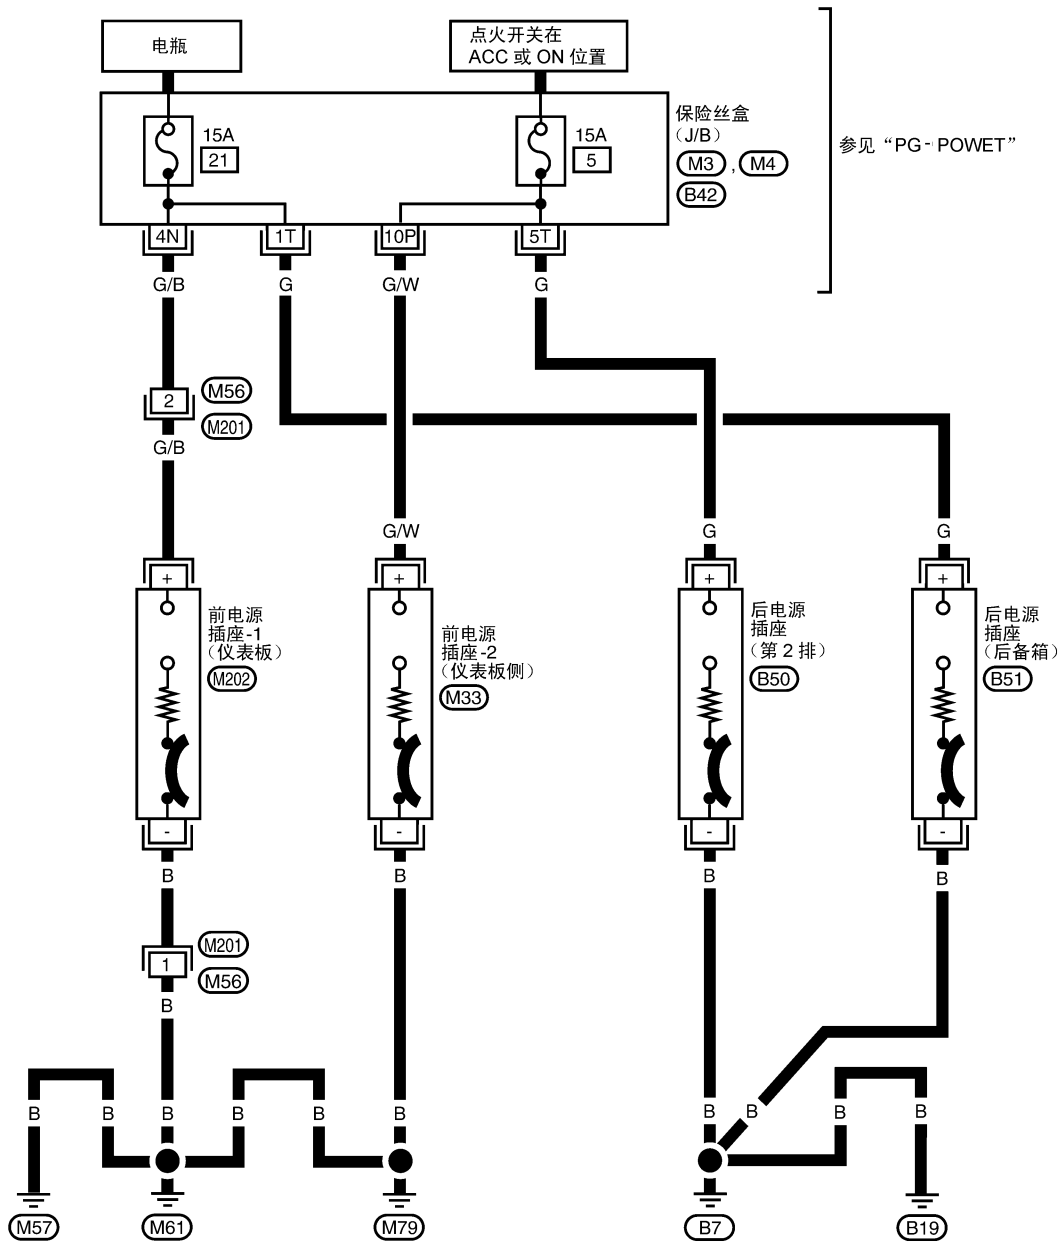 电瓶
点火开关在
ACC 或 ON 位置
15A
21
15A
5
保险丝盒
（J/B）
M3 , M4
B42
参见 “PG - POWET”
4N
1T
10P
5T
G/B
G
G/W
G
2
M56
M201
G/B
G/W
G
G
+
+
+
+
前电源
插座-1
（仪表板）
M202
前电源
插座-2
（仪表板侧）
M33
后电源
插座
（第 2 排）
B50
后电源
插座
（后备箱）
B51
-
-
-
-
B
B
B
B
M201
1
M56
B
B
B
B
B
B
B
B
B
B
B
M57
M61
M79
B7
B19